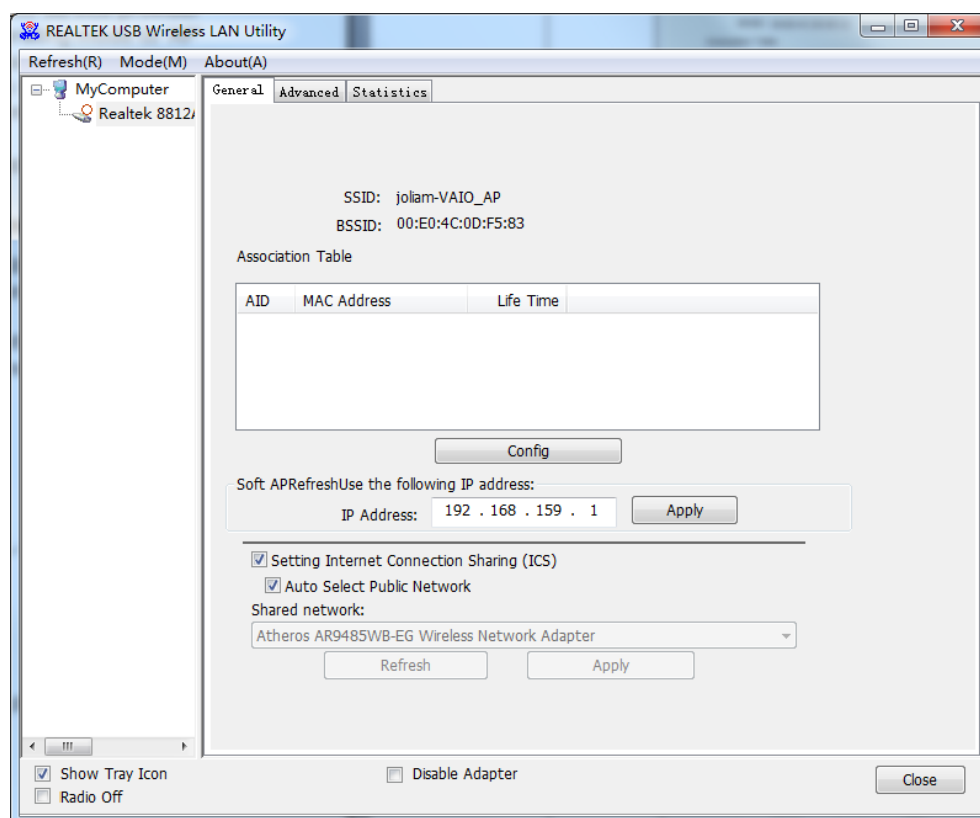 REALTEK USB Wireless LAN Utility
Refresh(R) Mode(M) About(A)
MyComputer
Realtek 8812A
General Advanced Statistics
SSID: joliam-VAIO_AP
BSSID: 00:E0:4C:0D:F5:83
Association Table
AID MAC Address Life Time
Config
Soft APRefreshUse the following IP address:
IP Address: 192 . 168 . 159 . 1 Apply
Setting Internet Connection Sharing (ICS)
Auto Select Public Network
Shared network:
Atheros AR9485WB-EG Wireless Network Adapter
Refresh Apply
Show Tray Icon Disable Adapter Close
Radio Off